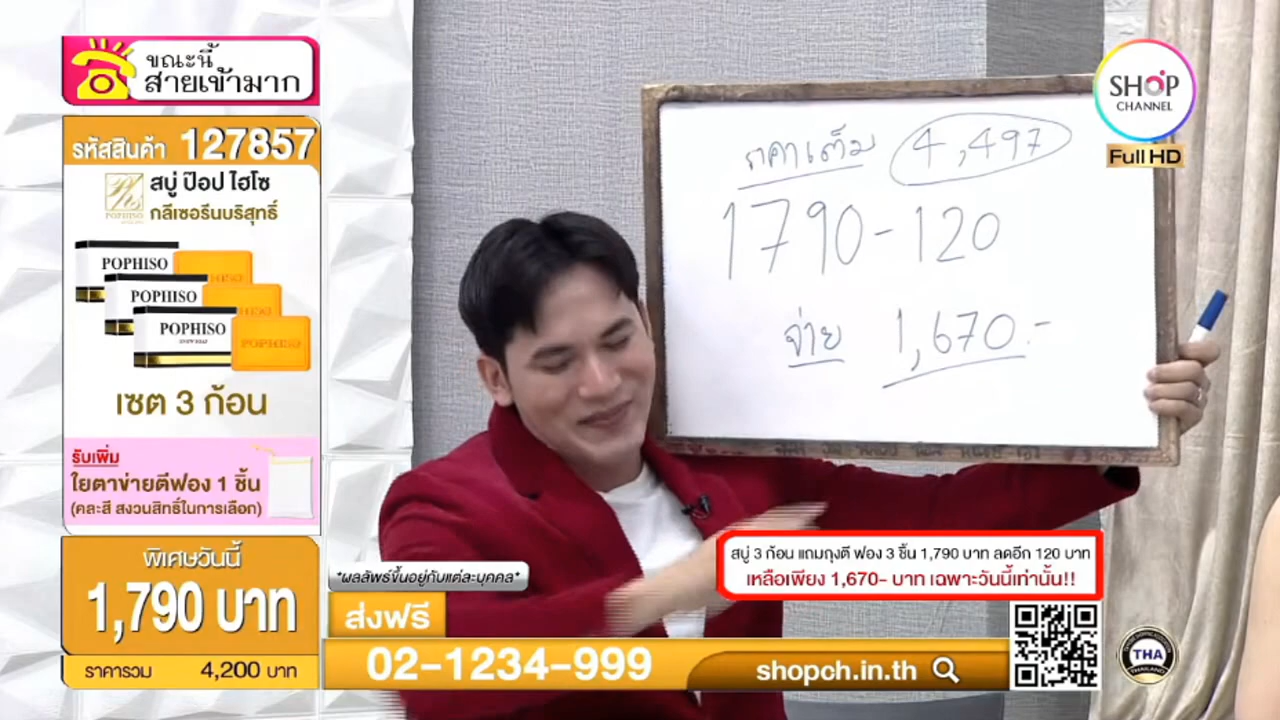 ขณะนี้
สายเข้ามาก
รหัสสินค้า 127857
สบู่ ป๊อป ไฮโซ
กลีเซอรีนบริสุทธิ์
POPHISO
POPHISO
POPHISO
POPHISO
POPHISO
เซต 3 ก้อน
รับเพิ่ม
ใยตาข่ายตีฟอง 1 ชิ้น
(คละสี สงวนสิทธิ์ในการเลือก)
พิเศษวันนี้
1,790 บาท
ราคารวม 4,200 บาท
ราคาเต็ม 4,497
1790-120
จ่าย 1,670.-
SHOP
CHANNEL
Full HD
สบู่ 3 ก้อน แถมถุงตี ฟอง 3 ชิ้น 1,790 บาท ลดอีก 120 บาท
เหลือเพียง 1,670- บาท เฉพาะวันนี้เท่านั้น!!
*ผลลัพธ์ขึ้นอยู่กับแต่ละบุคคล*
ส่งฟรี
02-1234-999
shopch.in.th
THA